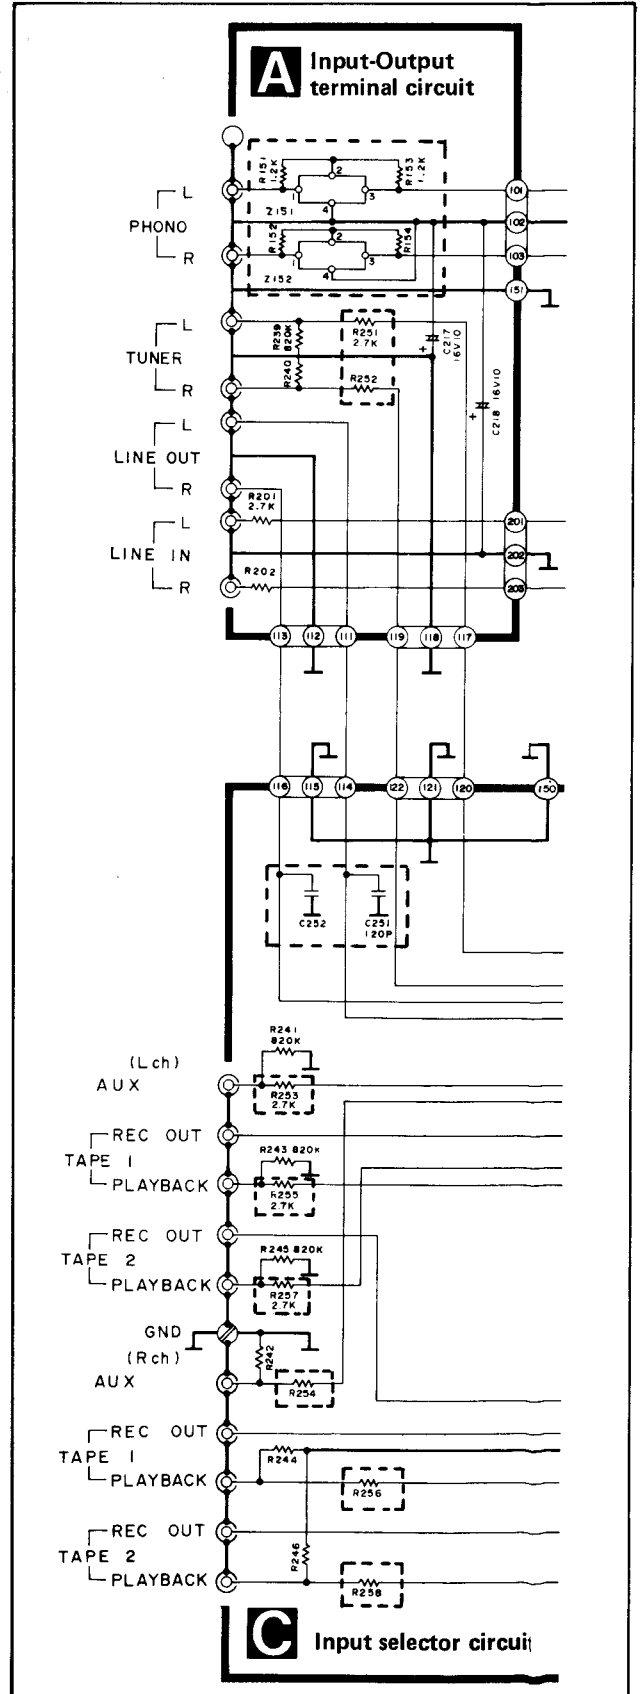 A Input-Output
terminal circuit
R151
1.2K
R153
1.2K
2
1
3
4
Z151
L
PHONO
R
101
102
R152
R154
2
1
3
4
Z152
103
151
L
TUNER
R
R239
820K
R240
R251
2.7K
R252
C217
16V10
+
C218 16V10
+
L
LINE OUT
R
R201
2.7K
L
LINE IN
R
R202
201
202
203
113
112
111
119
118
117
116
115
114
122
121
120
150
C252
C251
120P
R241
820K
(Lch)
AUX
R253
2.7K
REC OUT
TAPE 1
PLAYBACK
R243 820K
R255
2.7K
REC OUT
TAPE 2
PLAYBACK
R245 820K
R257
2.7K
GND
(Rch)
AUX
R242
R254
REC OUT
TAPE 1
PLAYBACK
R244
R256
REC OUT
TAPE 2
PLAYBACK
R246
R258
C Input selector circuit